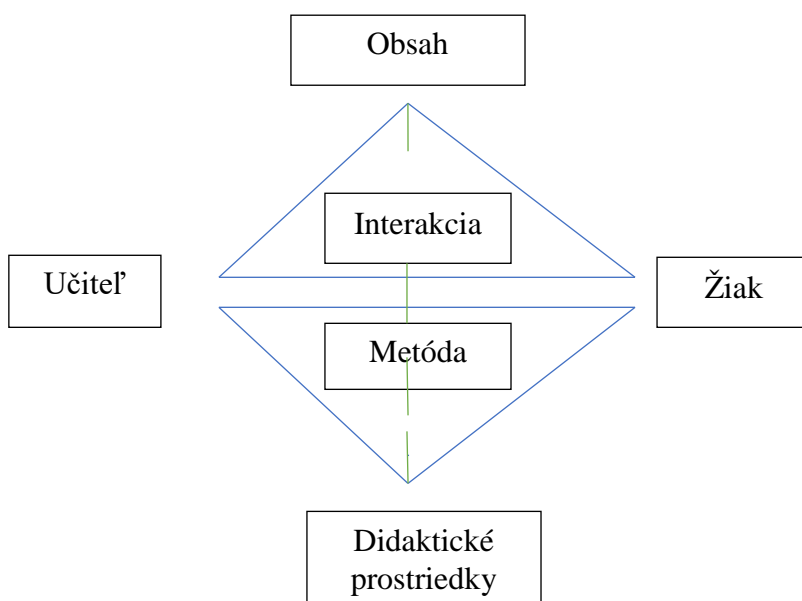 Obsah
Interakcia
Učiteľ
Žiak
Metóda
Didaktické
prostriedky